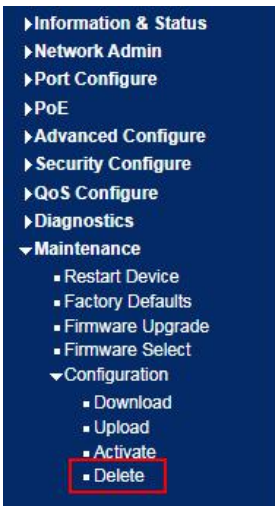 Information & Status
Network Admin
Port Configure
PoE
Advanced Configure
Security Configure
QoS Configure
Diagnostics
Maintenance
Restart Device
Factory Defaults
Firmware Upgrade
Firmware Select
Configuration
Download
Upload
Activate
Delete